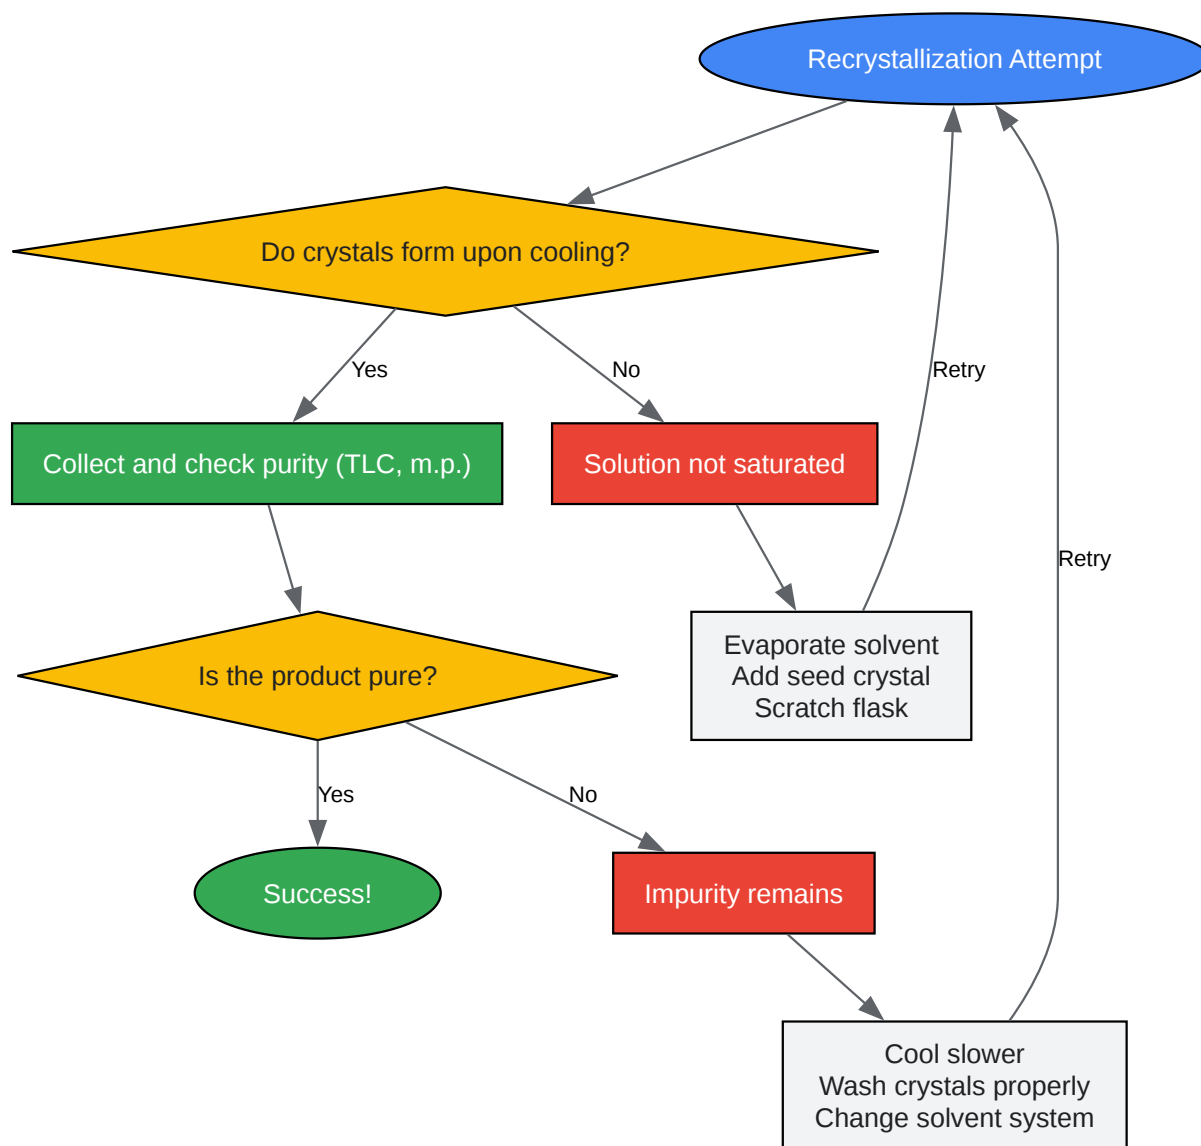 Recrystallization Attempt
Do crystals form upon cooling?
Yes
No
Retry
Collect and check purity (TLC, m.p.)
Solution not saturated
Retry
Evaporate solvent
Add seed crystal
Scratch flask
Is the product pure?
Yes
No
Success!
Impurity remains
Cool slower
Wash crystals properly
Change solvent system